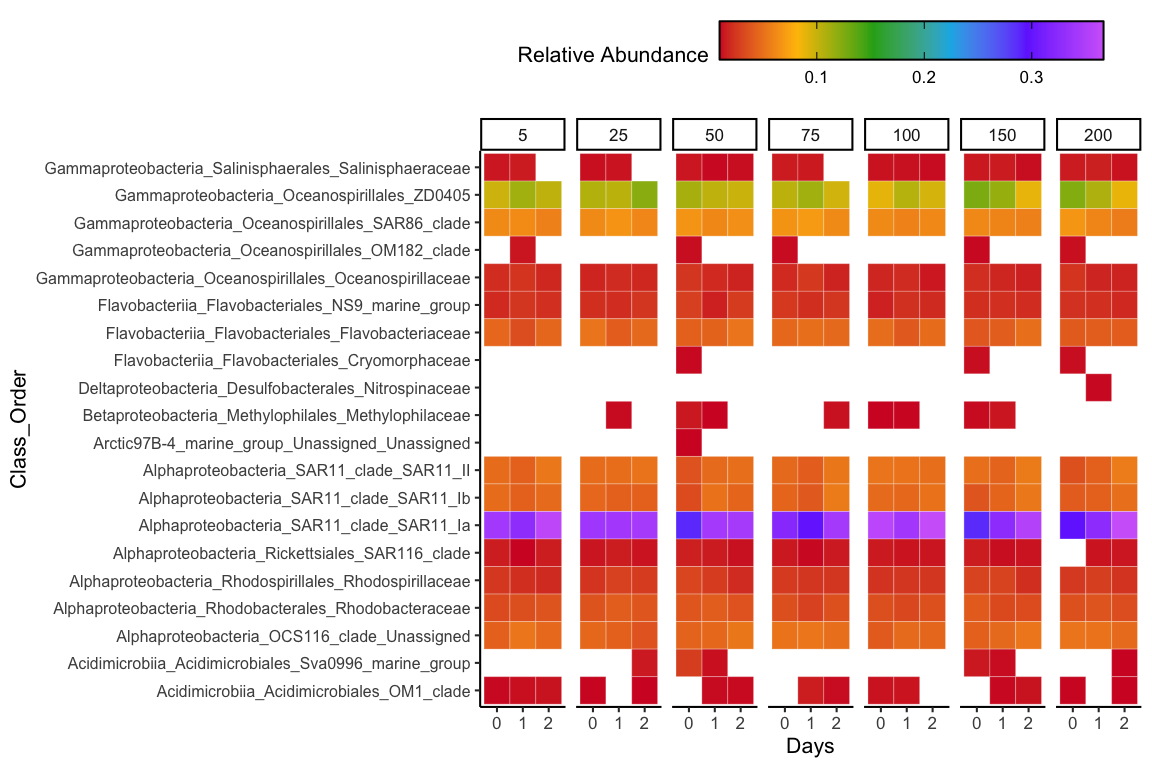 Relative Abundance
0.1 0.2 0.3
5 25 50 75 100 150 200
Gammaproteobacteria_Salinisphaerales_Salinisphaeraceae
Gammaproteobacteria_Oceanospirillales_ZD0405
Gammaproteobacteria_Oceanospirillales_SAR86_clade
Gammaproteobacteria_Oceanospirillales_OM182_clade
Gammaproteobacteria_Oceanospirillales_Oceanospirillaceae
Flavobacteriia_Flavobacteriales_NS9_marine_group
Flavobacteriia_Flavobacteriales_Flavobacteriaceae
Flavobacteriia_Flavobacteriales_Cryomorphaceae
Deltaproteobacteria_Desulfobacterales_Nitrospinaceae
Betaproteobacteria_Methylophilales_Methylophilaceae
Arctic97B-4_marine_group_Unassigned_Unassigned
Alphaproteobacteria_SAR11_clade_SAR11_II
Alphaproteobacteria_SAR11_clade_SAR11_Ib
Alphaproteobacteria_SAR11_clade_SAR11_Ia
Alphaproteobacteria_Rickettsiales_SAR116_clade
Alphaproteobacteria_Rhodospirillales_Rhodospirillaceae
Alphaproteobacteria_Rhodobacterales_Rhodobacteraceae
Alphaproteobacteria_OCS116_clade_Unassigned
Acidimicrobiia_Acidimicrobiales_Sva0996_marine_group
Acidimicrobiia_Acidimicrobiales_OM1_clade
Class_Order
0 1 2 0 1 2 0 1 2 0 1 2 0 1 2 0 1 2 0 1 2
Days